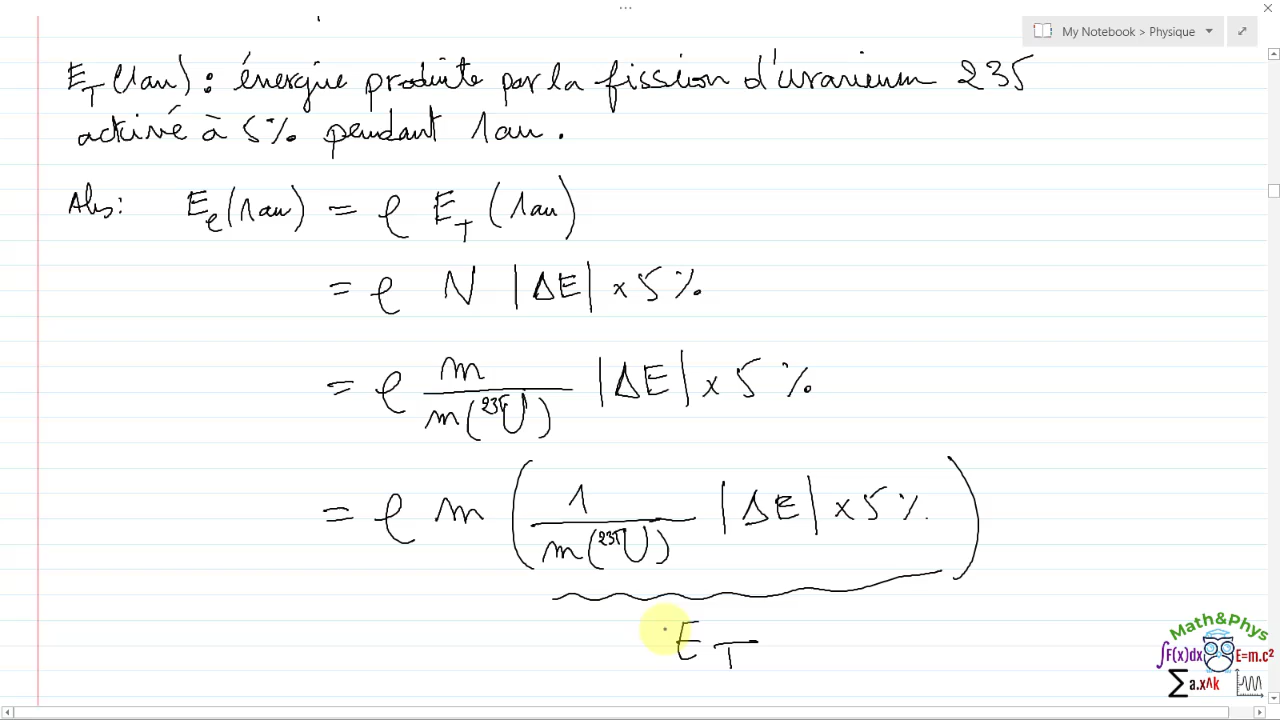 ...
My Notebook > Physique
E_T (1an) : énergie produite par la fission d'uranium 235
activé à 5% pendant 1an.
Alors: E_e(1an) = ρ E_T (1an)
= ρ N |ΔE| × 5%
= ρ m / m(²³⁵U) |ΔE| × 5%
= ρ m ( 1 / m(²³⁵U) |ΔE| × 5% )
E_T
Math&Phys
∫F(x)dx E=m.c²
∑ a.x∧k